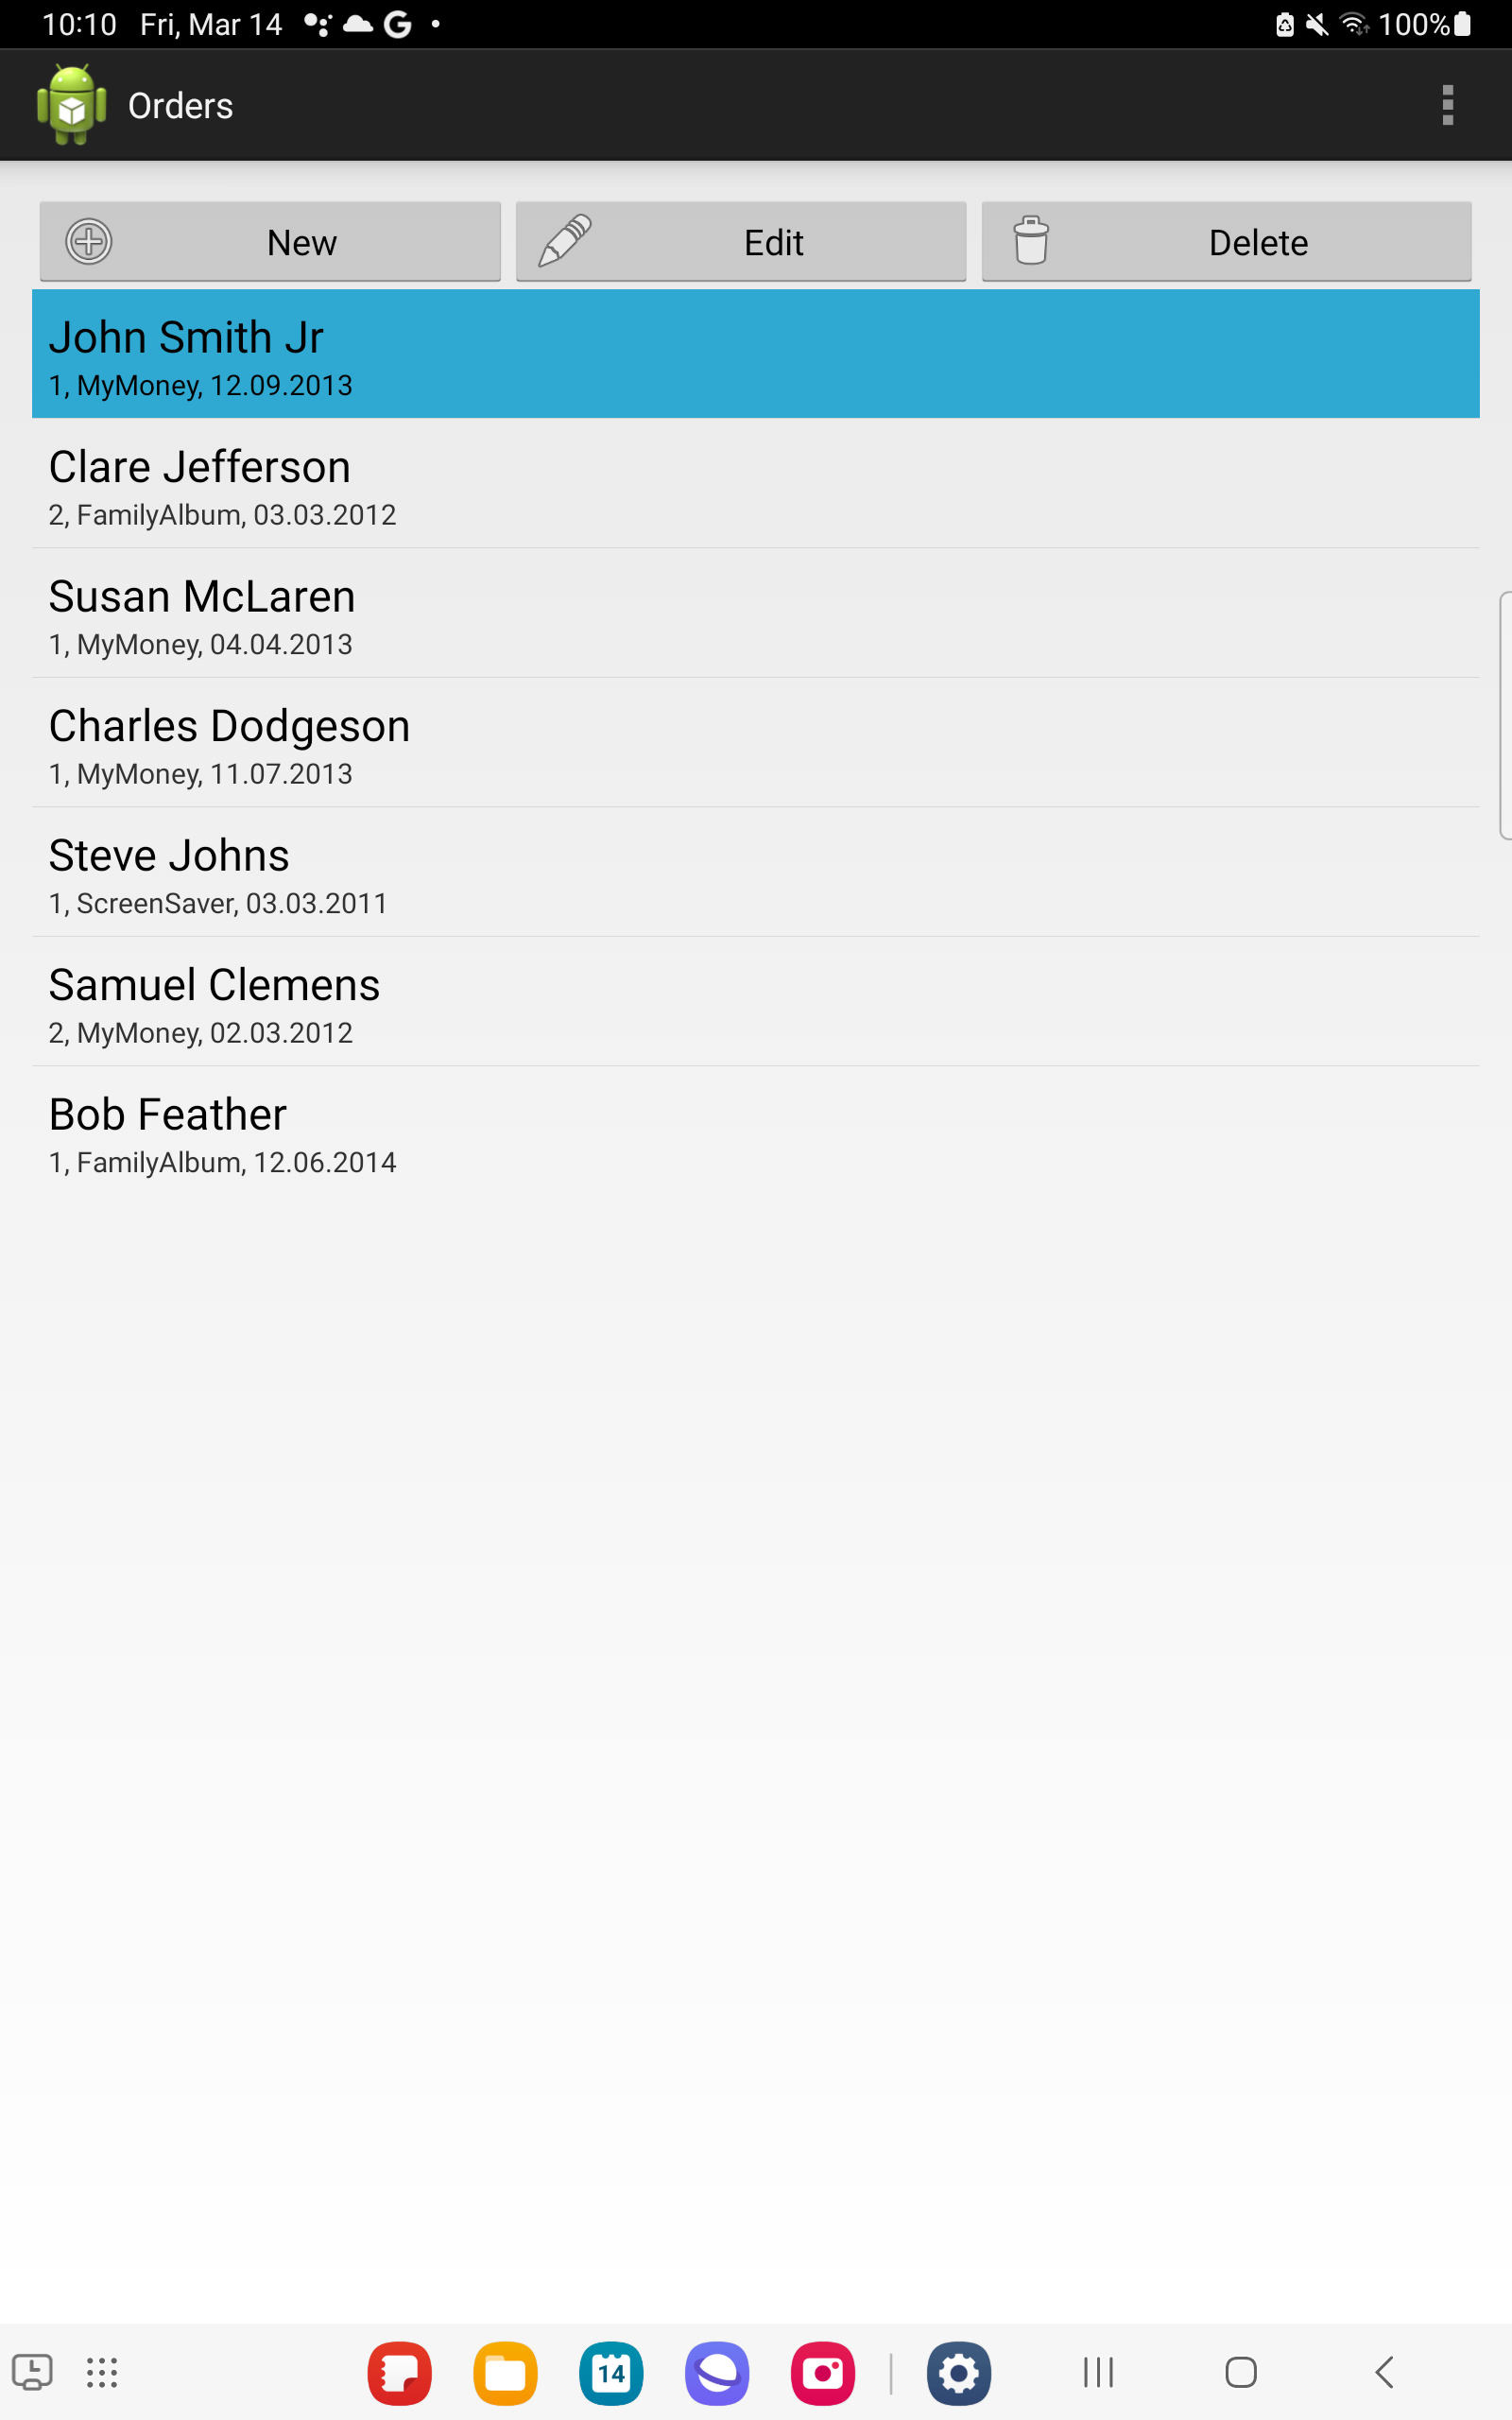 10:10 Fri, Mar 14 G 100%
Orders
New Edit Delete
John Smith Jr
1, MyMoney, 12.09.2013
Clare Jefferson
2, FamilyAlbum, 03.03.2012
Susan McLaren
1, MyMoney, 04.04.2013
Charles Dodgeson
1, MyMoney, 11.07.2013
Steve Johns
1, ScreenSaver, 03.03.2011
Samuel Clemens
2, MyMoney, 02.03.2012
Bob Feather
1, FamilyAlbum, 12.06.2014
14